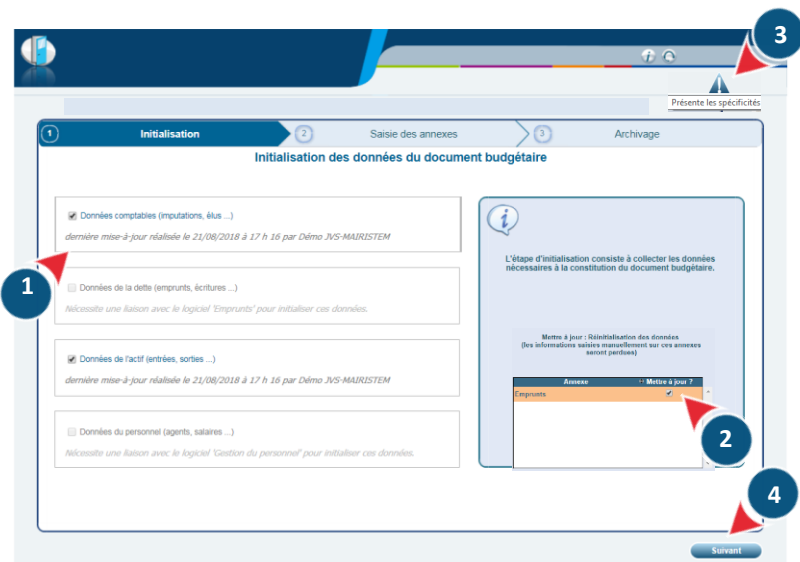 3
Présente les spécificités
1 Initialisation 2 Saisie des annexes 3 Archivage
Initialisation des données du document budgétaire
Données comptables (imputations, élus ...)
dernière mise-à-jour réalisée le 21/08/2018 à 17 h 16 par Démo JVS-MAIRISTEM
1
Données de la dette (emprunts, écritures ...)
Nécessite une liaison avec le logiciel 'Emprunts' pour initialiser ces données.
Données de l'actif (entrées, sorties ...)
dernière mise-à-jour réalisée le 21/08/2018 à 17 h 16 par Démo JVS-MAIRISTEM
Données du personnel (agents, salaires ...)
Nécessite une liaison avec le logiciel 'Gestion du personnel' pour initialiser ces données.
i
L'étape d'initialisation consiste à collecter les données
nécessaires à la constitution du document budgétaire.
Mettre à jour : Réinitialisation des données
(les informations saisies manuellement sur ces annexes
seront perdues)
Annexe Mettre à jour ?
Emprunts
2
4
Suivant